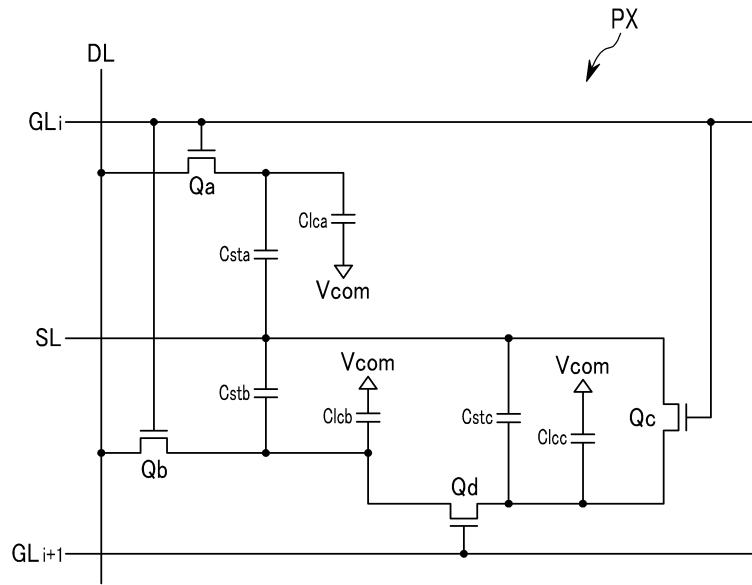 PX
DL
GLi
Qa
Clca
Csta
Vcom
SL
Vcom
Vcom
Cstb
Clcb
Cstc
Clcc
Qc
Qb
Qd
GLi+1